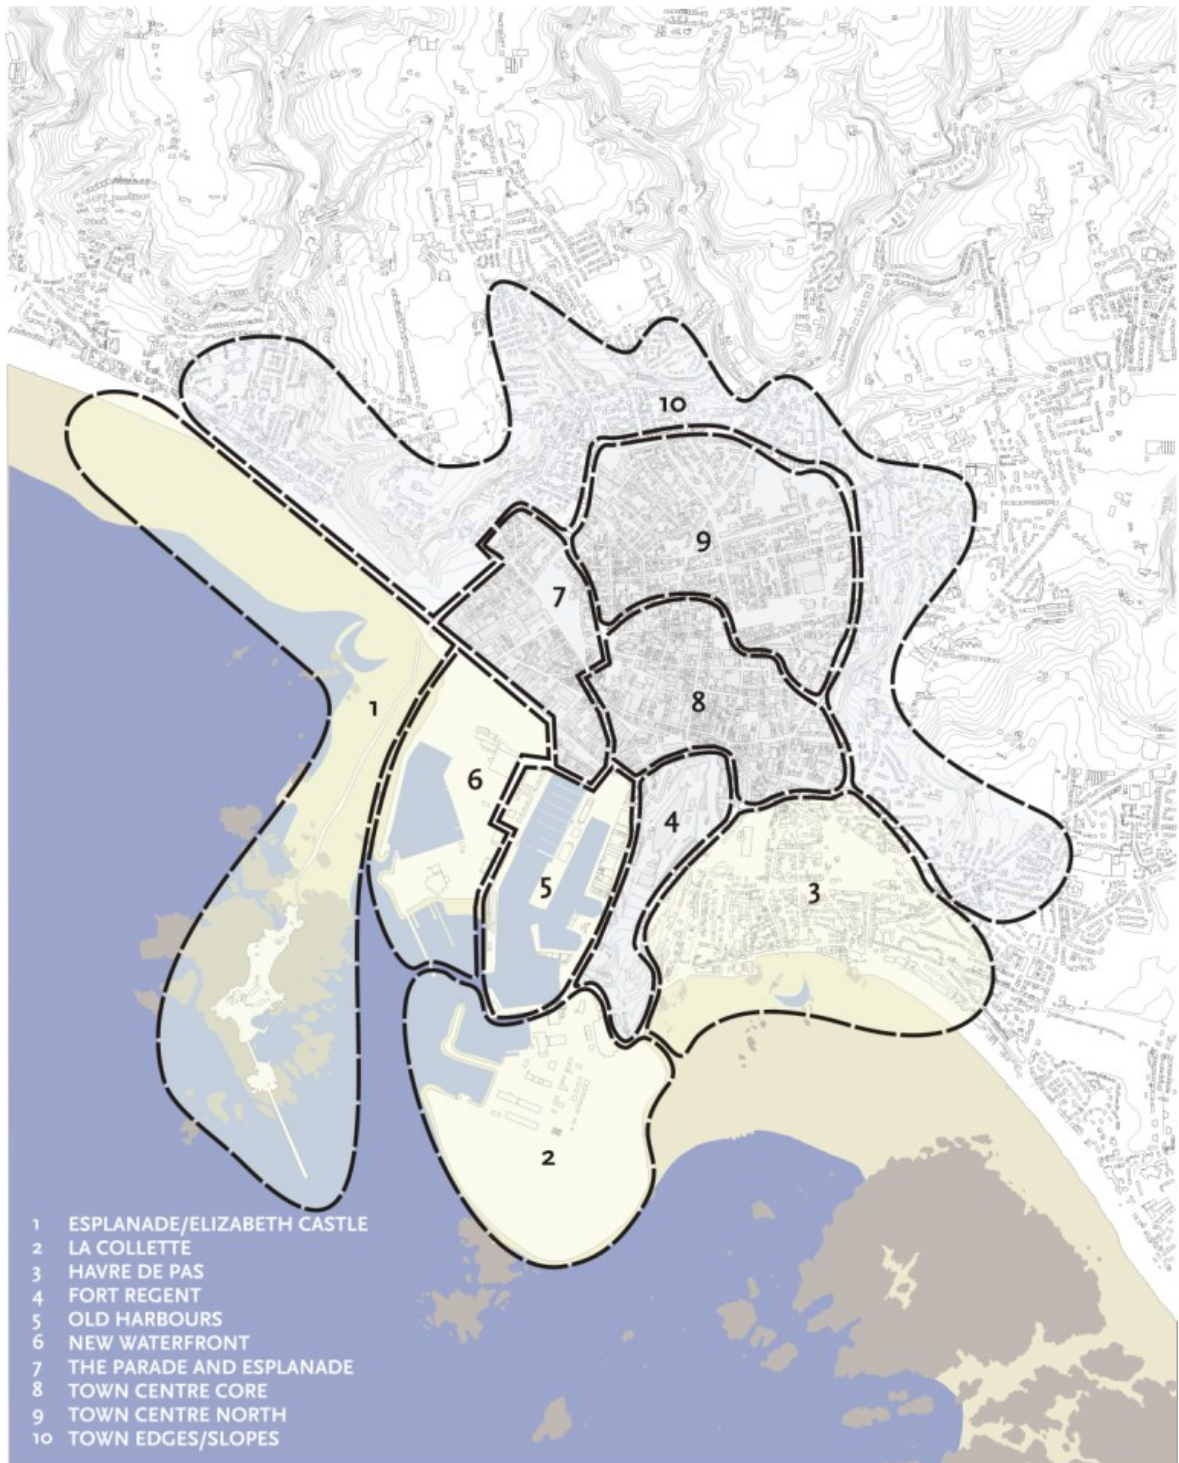 10
9
7
8
1
6
4
5
3
2
1 ESPLANADE/ELIZABETH CASTLE
2 LA COLLETTE
3 HAVRE DE PAS
4 FORT REGENT
5 OLD HARBOURS
6 NEW WATERFRONT
7 THE PARADE AND ESPLANADE
8 TOWN CENTRE CORE
9 TOWN CENTRE NORTH
10 TOWN EDGES/SLOPES